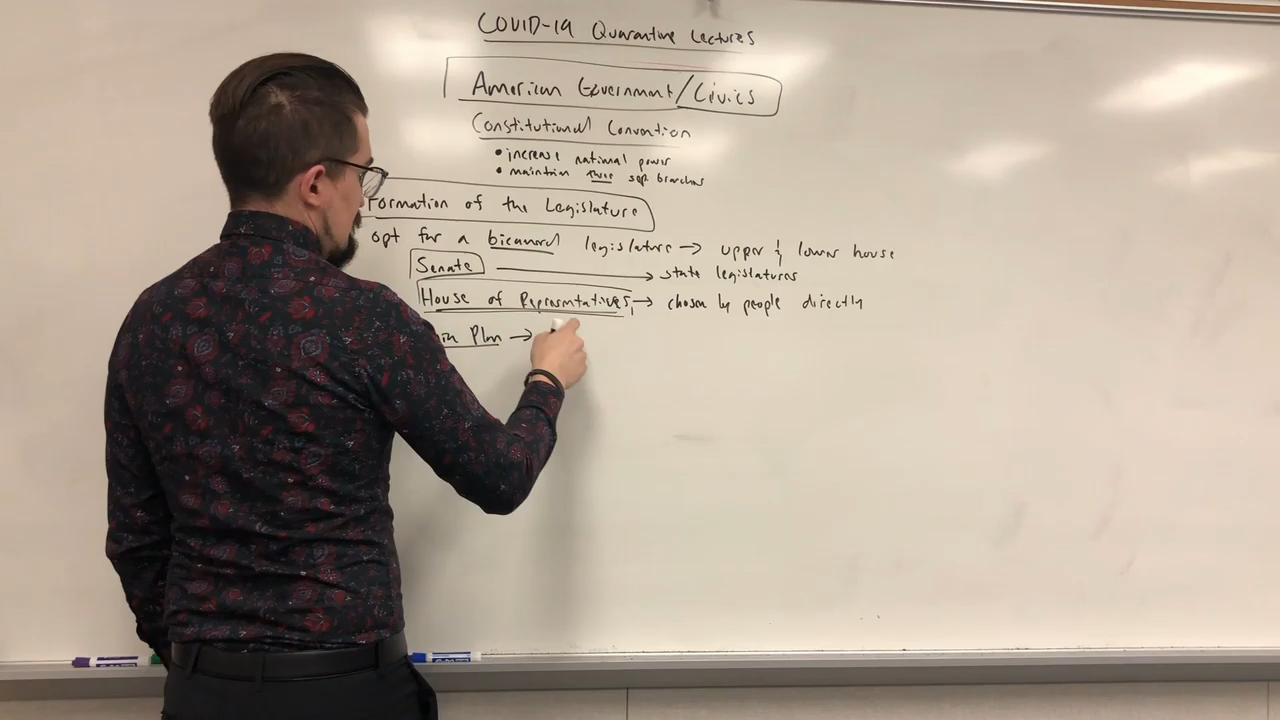 COVID-19 Quarantine Lectures
American Government/Civics
Constitutional Convention
• increase national power
• maintain three sep branches
Formation of the Legislature
opt for a bicameral legislature → upper & lower house
Senate → state legislatures
House of Representatives → chosen by people directly
Plan →